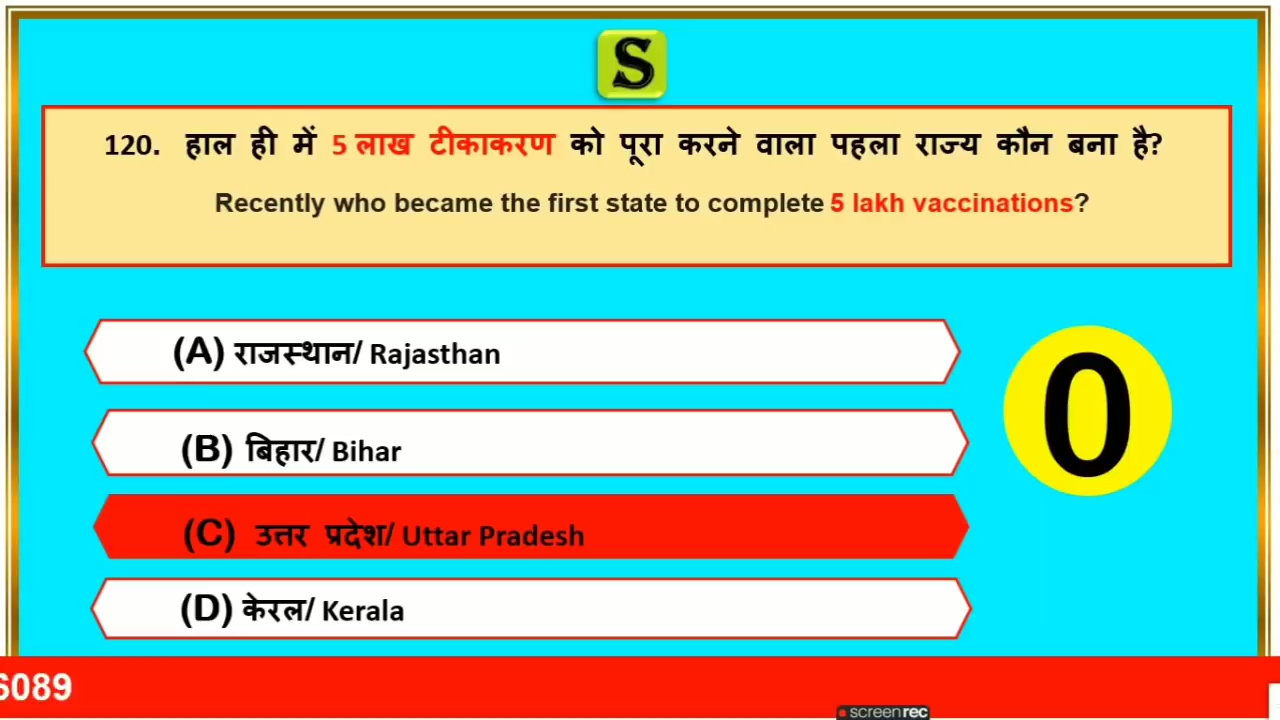 S
120. हाल ही में 5 लाख टीकाकरण को पूरा करने वाला पहला राज्य कौन बना है?
Recently who became the first state to complete 5 lakh vaccinations?
(A) राजस्थान/ Rajasthan
(B) बिहार/ Bihar
(C) उत्तर प्रदेश/ Uttar Pradesh
(D) केरल/ Kerala
0
6089
screenrec